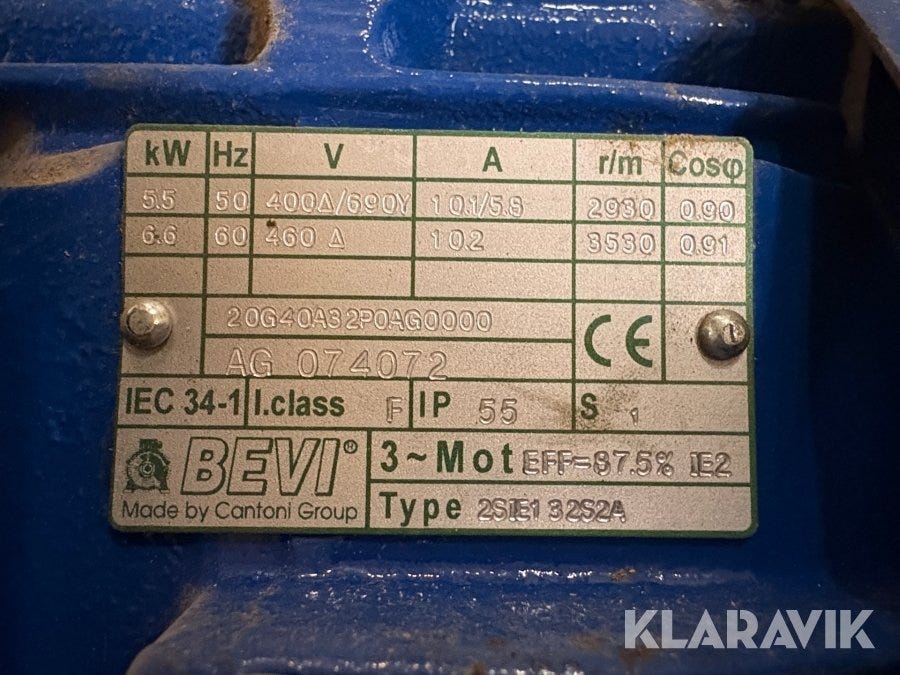 kW Hz V A r/m Cosφ
5.5 50 400Δ/690Y 10.1/5.8 2930 0.90
6.6 60 460 Δ 10.2 3530 0.91
20G40A32P0AG0000
CE
AG 074072
IEC 34-1 I.class F IP 55 S 1
BEVI®
3~Mot EFF=87.5% IE2
Made by Cantoni Group
Type 2SIE132S2A
KLARAVIK